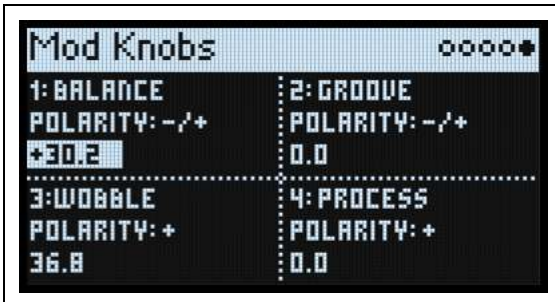 Mod Knobs
1: BALANCE
POLARITY: -/+
+30.2
2: GROOVE
POLARITY: -/+
0.0
3:WOBBLE
POLARITY: +
36.8
4: PROCESS
POLARITY: +
0.0